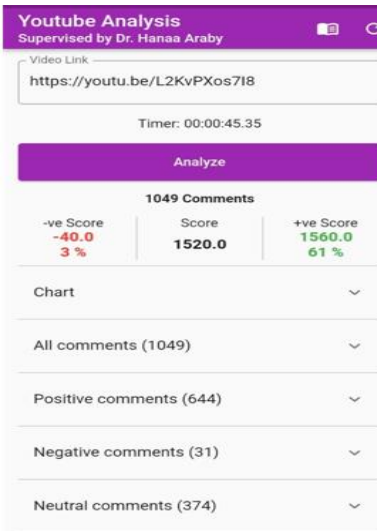 Youtube Analysis
Supervised by Dr. Hanaa Araby
Video Link
https://youtu.be/L2KvPXos7I8
Timer: 00:00:45.35
Analyze
1049 Comments
-ve Score Score +ve Score
-40.0 1520.0 1560.0
3 % 61 %
Chart
All comments (1049)
Positive comments (644)
Negative comments (31)
Neutral comments (374)